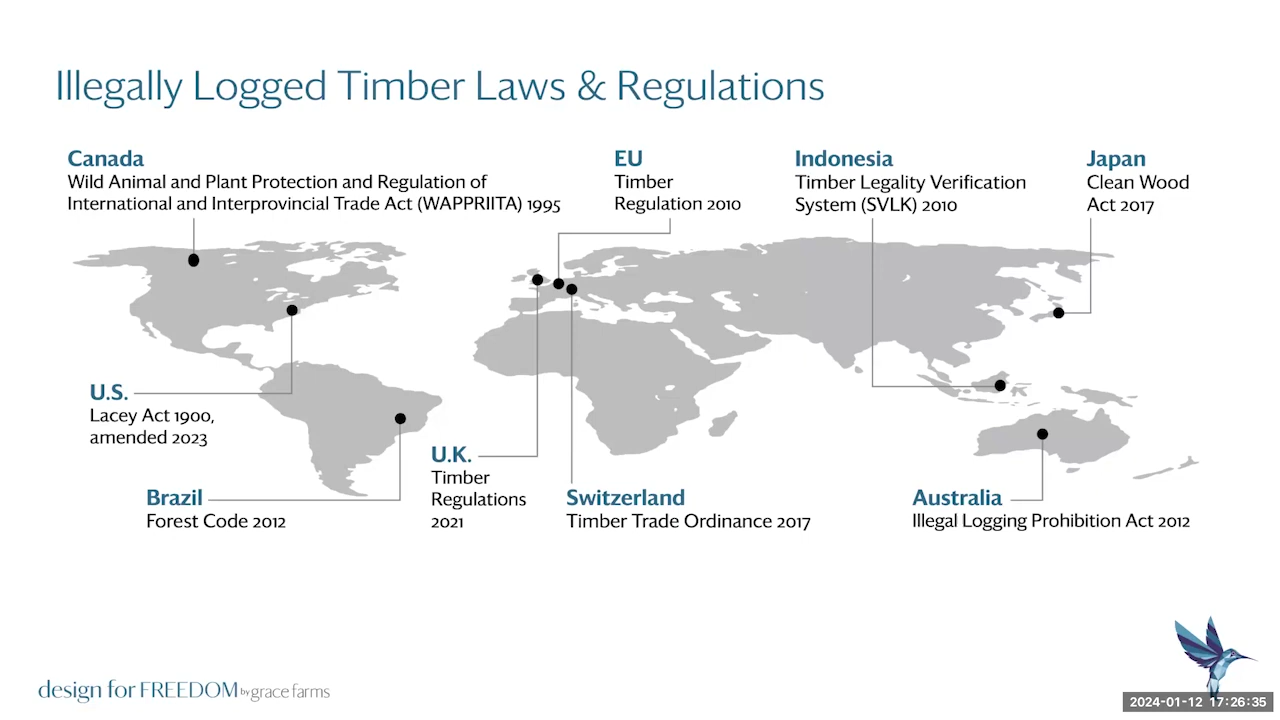 Illegally Logged Timber Laws & Regulations
Canada
Wild Animal and Plant Protection and Regulation of
International and Interprovincial Trade Act (WAPPRIITA) 1995
EU
Timber
Regulation 2010
Indonesia
Timber Legality Verification
System (SVLK) 2010
Japan
Clean Wood
Act 2017
U.S.
Lacey Act 1900,
amended 2023
Brazil
Forest Code 2012
U.K.
Timber
Regulations
2021
Switzerland
Timber Trade Ordinance 2017
Australia
Illegal Logging Prohibition Act 2012
design for FREEDOM by grace farms
2024-01-12 17:26:35